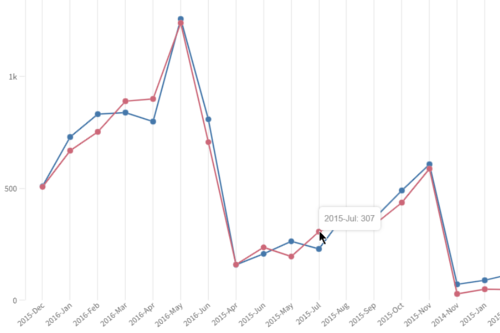 1k
500
2015-Jul: 307
0
2015-Dec
2016-Jan
2016-Feb
2016-Mar
2016-Apr
2016-May
2016-Jun
2015-Apr
2015-Jun
2015-May
2015-Jul
2015-Aug
2015-Sep
2015-Oct
2015-Nov
2014-Nov
2015-Jan